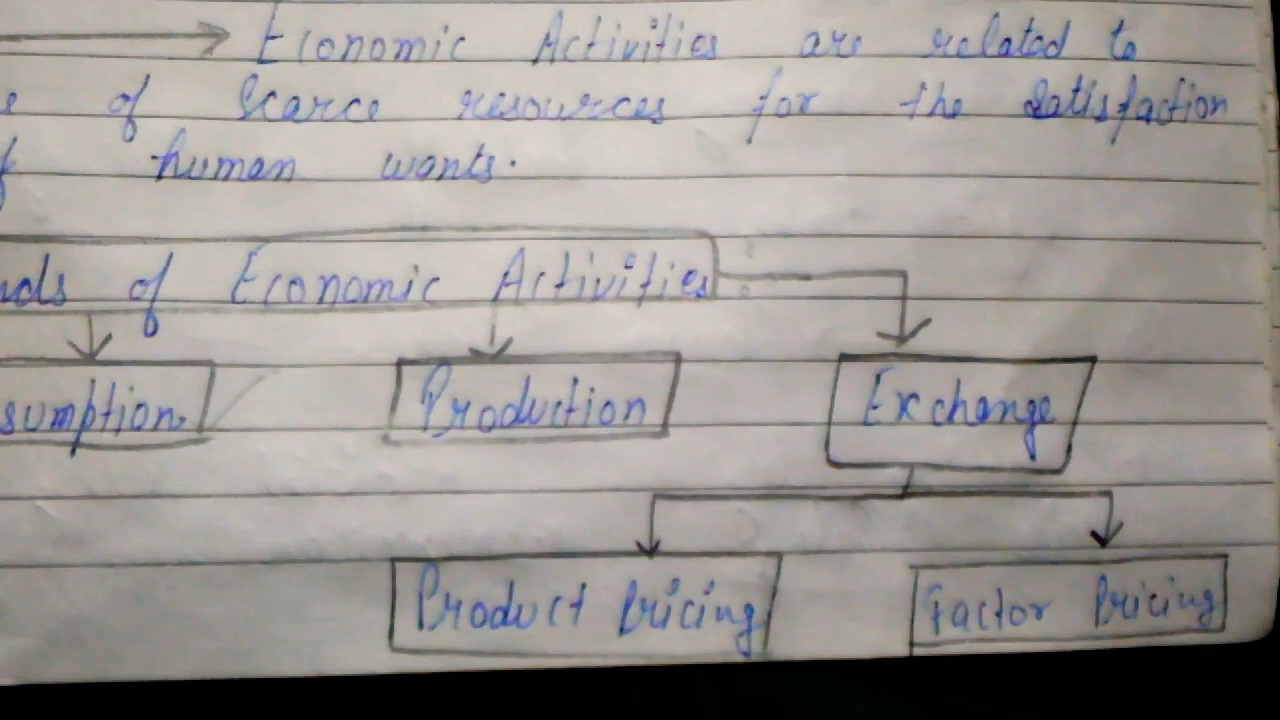 Economic Activities are related to
of Scarce resources for the Satisfaction
human wants.
of Economic Activities
sumption.
Production
Exchange
Product Pricing
Factor Pricing